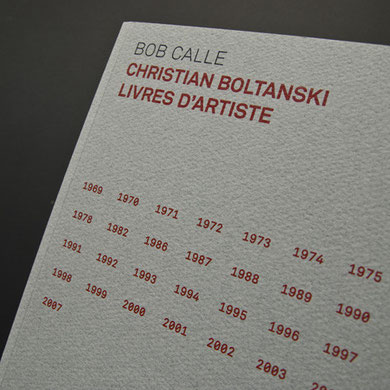 BOB CALLE
CHRISTIAN BOLTANSKI
LIVRES D'ARTISTE
1969 1970 1971 1972 1973 1974 1975
1978 1982 1986 1987 1988 1989 1990
1991 1992 1993 1994 1995 1996 1997
1998 1999 2000 2001 2002 2003
2007